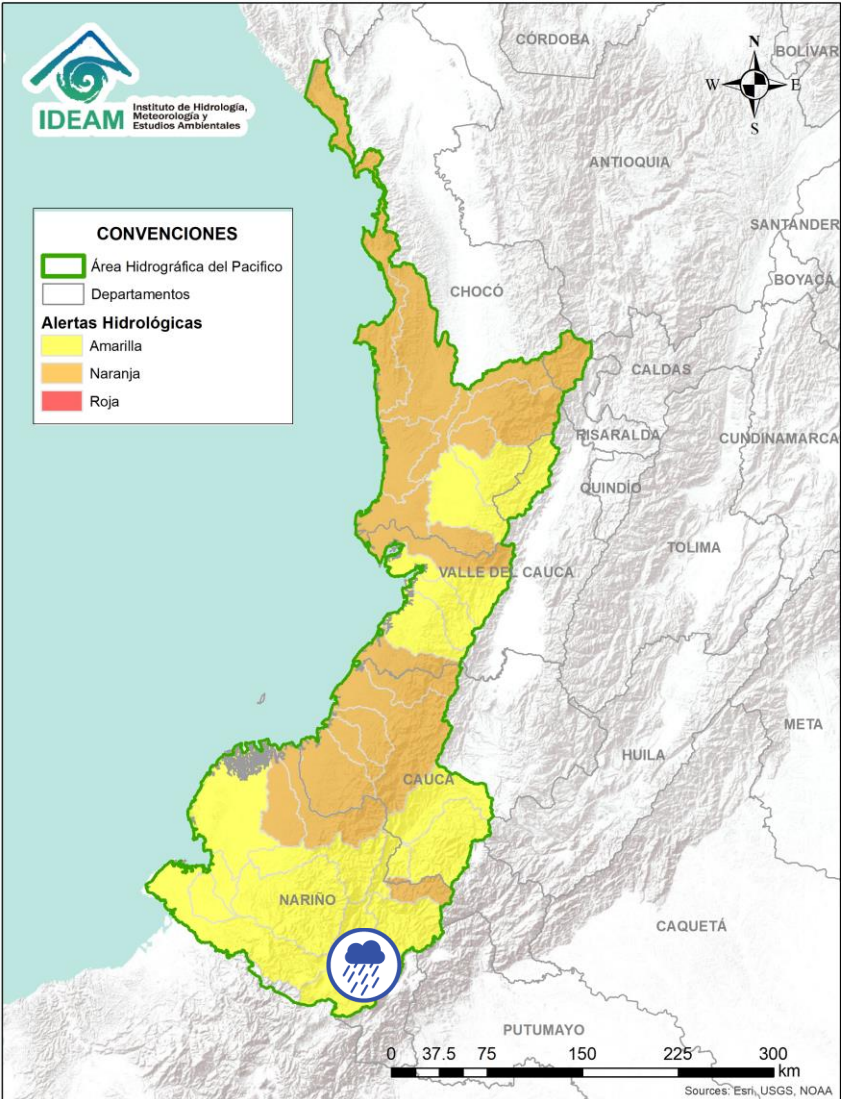 IDEAM
Instituto de Hidrología,
Meteorología y
Estudios Ambientales
CÓRDOBA
N
BOLÍVAR
W
E
S
ANTIOQUIA
SANTANDER
CONVENCIONES
Área Hidrográfica del Pacifico
Departamentos
Alertas Hidrológicas
Amarilla
Naranja
Roja
BOYACÁ
CHOCÓ
CALDAS
RISARALDA
CUNDINAMARCA
QUINDÍO
TOLIMA
VALLE DEL CAUCA
META
HUILA
CAUCA
NARIÑO
CAQUETÁ
PUTUMAYO
0 37.5 75 150 225 300
km
Sources: Esri, USGS, NOAA